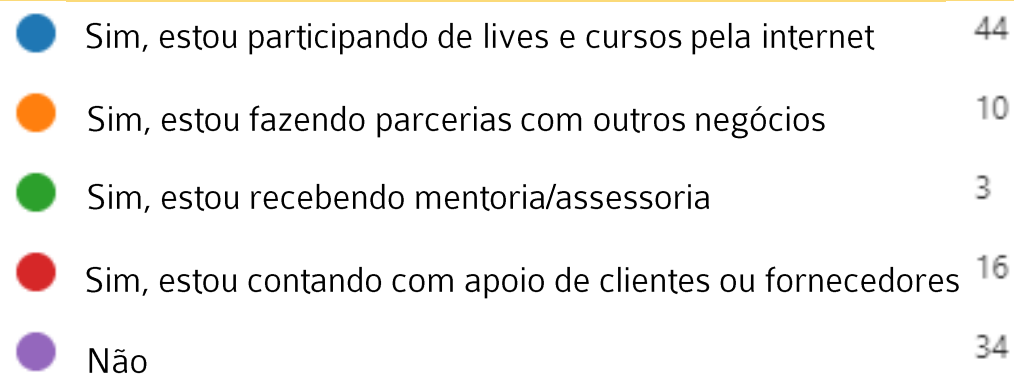 Sim, estou participando de lives e cursos pela internet 44
Sim, estou fazendo parcerias com outros negócios 10
Sim, estou recebendo mentoria/assessoria 3
Sim, estou contando com apoio de clientes ou fornecedores 16
Não 34